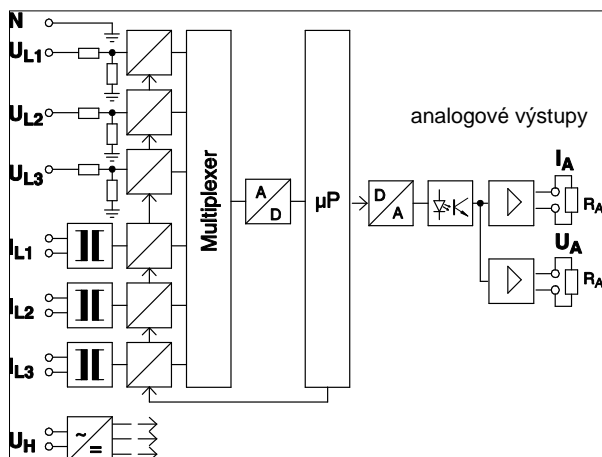 N
UL1
UL2
UL3
IL1
IL2
IL3
UH
~
=
Multiplexer
A
D
µP
D
A
analogové výstupy
IA
RA
UA
RA